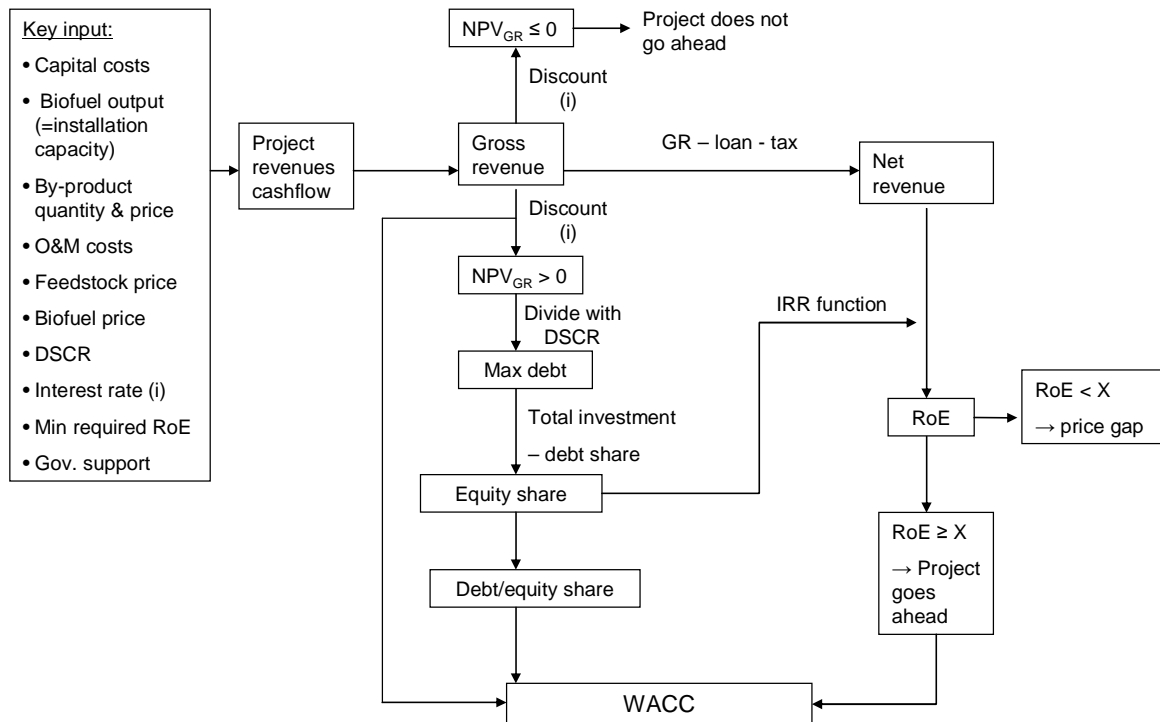 Key input:
• Capital costs
• Biofuel output
(=installation
capacity)
• By-product
quantity & price
• O&M costs
• Feedstock price
• Biofuel price
• DSCR
• Interest rate (i)
• Min required RoE
• Gov. support
Project
revenues
cashflow
NPVGR ≤ 0
Project does not
go ahead
Discount
(i)
Gross
revenue
GR – loan - tax
Net
revenue
Discount
(i)
NPVGR > 0
Divide with
DSCR
Max debt
Total investment
– debt share
Equity share
IRR function
RoE
RoE < X
→ price gap
RoE ≥ X
→ Project
goes
ahead
Debt/equity share
WACC